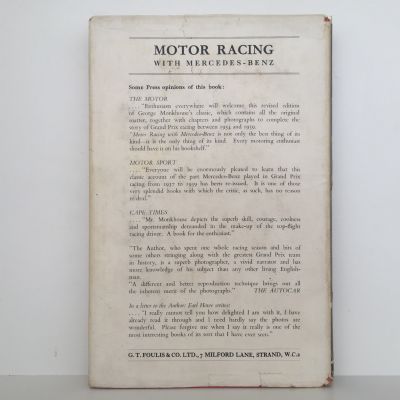 MOTOR RACING
WITH MERCEDES-BENZ
Some Press opinions of this book:
THE MOTOR
.... "Enthusiasts everywhere will welcome this revised edition
of George Monkhouse's classic, which contains all the original
matter, together with chapters and photographs to complete the
story of Grand Prix racing between 1934 and 1939.
"Motor Racing with Mercedes-Benz is not only the best thing of its
kind—it is the only thing of its kind. Every motoring enthusiast
should have it on his bookshelf."
MOTOR SPORT
.... "Everyone will be enormously pleased to learn that this
classic account of the part Mercedes-Benz played in Grand Prix
racing from 1937 to 1939 has been re-issued. It is one of those
very splendid books with which the critic, as such, has no reason
to deal."
CAPE TIMES
.... "Mr. Monkhouse depicts the superb skill, courage, coolness
and sportsmanship demanded in the make-up of the top-flight
racing driver. A book for the enthusiast."
"The Author, who spent one whole racing season and bits of
some others stringing along with the greatest Grand Prix team
in history, is a superb photographer, a vivid narrator and has
more knowledge of his subject than any other living English-
man.
"A different and better reproduction technique brings out all
the inherent merit of the photographs." THE AUTOCAR
In a letter to the Author: Earl Howe writes:
.... "I really cannot tell you how delighted I am with it, I have
already read it through and I need hardly say the photos are
wonderful. Please forgive me when I say it really is one of the
most interesting books of its sort that I have ever seen."
G. T. FOULIS & CO. LTD., 7 MILFORD LANE, STRAND, W.C.2